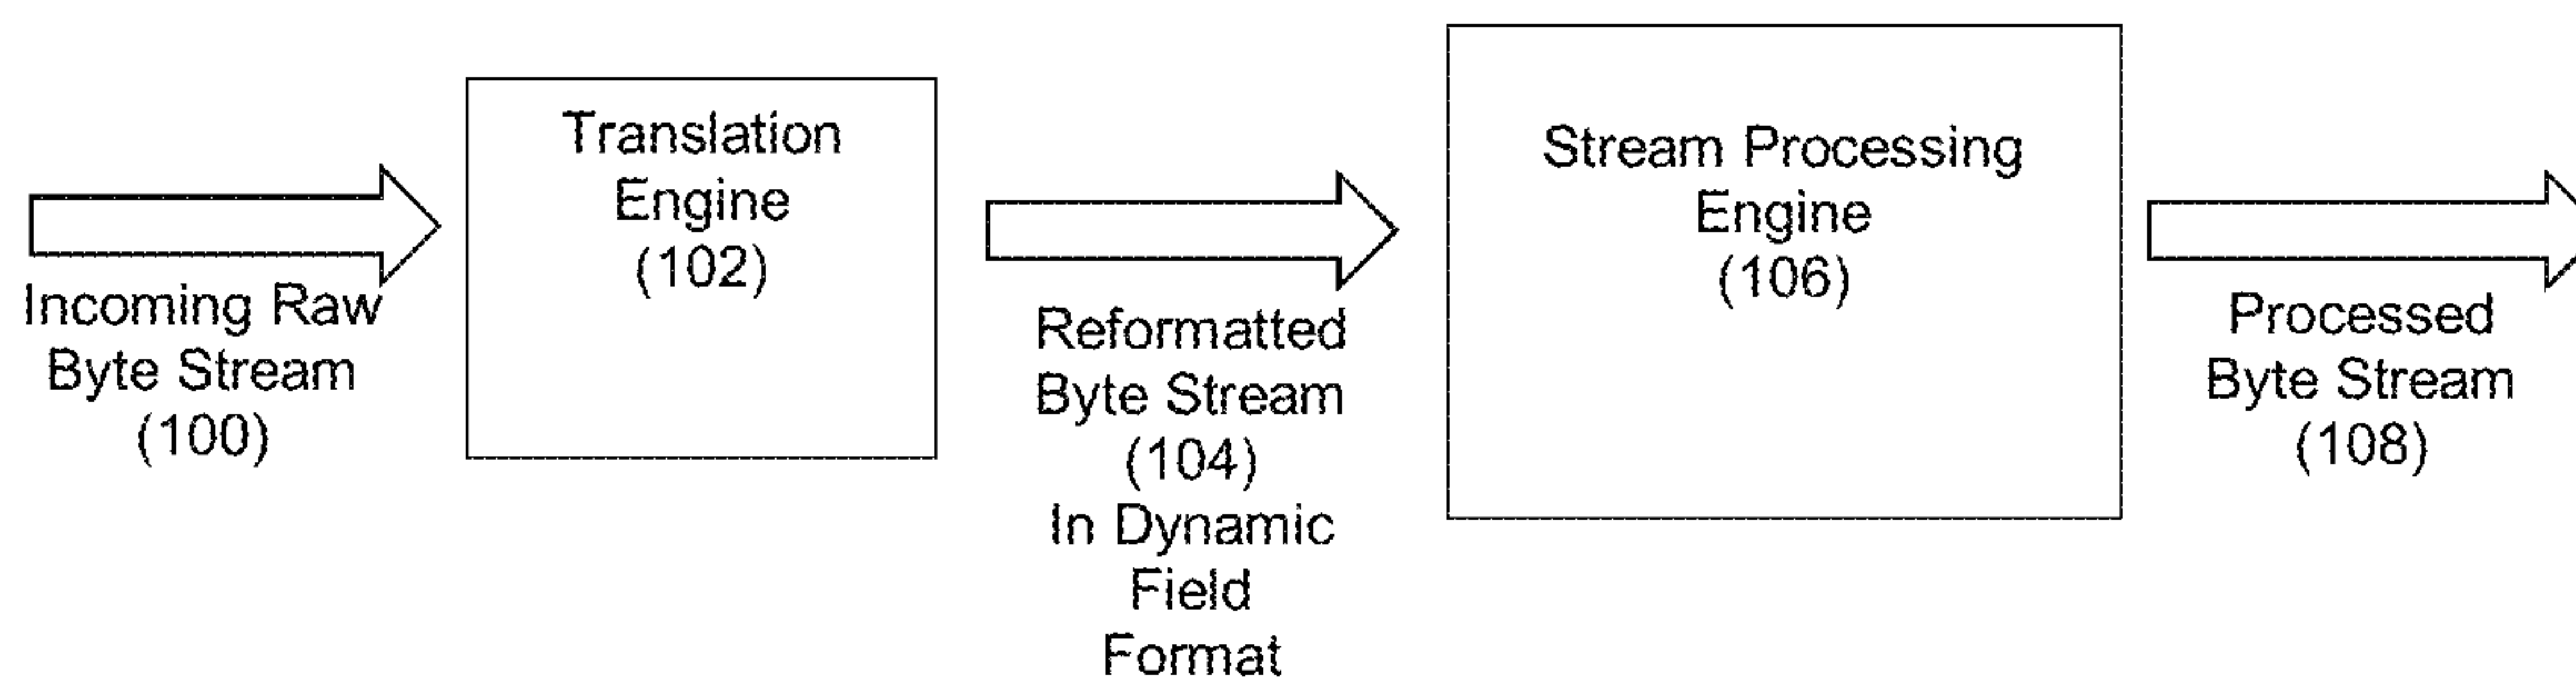 Incoming Raw
Byte Stream
(100)
Translation
Engine
(102)
Reformatted
Byte Stream
(104)
In Dynamic
Field
Format
Stream Processing
Engine
(106)
Processed
Byte Stream
(108)